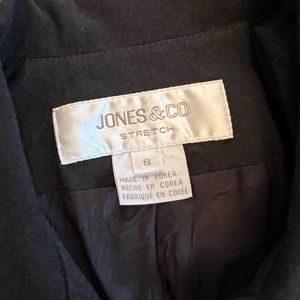 JONES & CO
STRETCH
8
MADE IN KOREA
HECHO EN COREA
FABRIQUÉ EN CORÉE